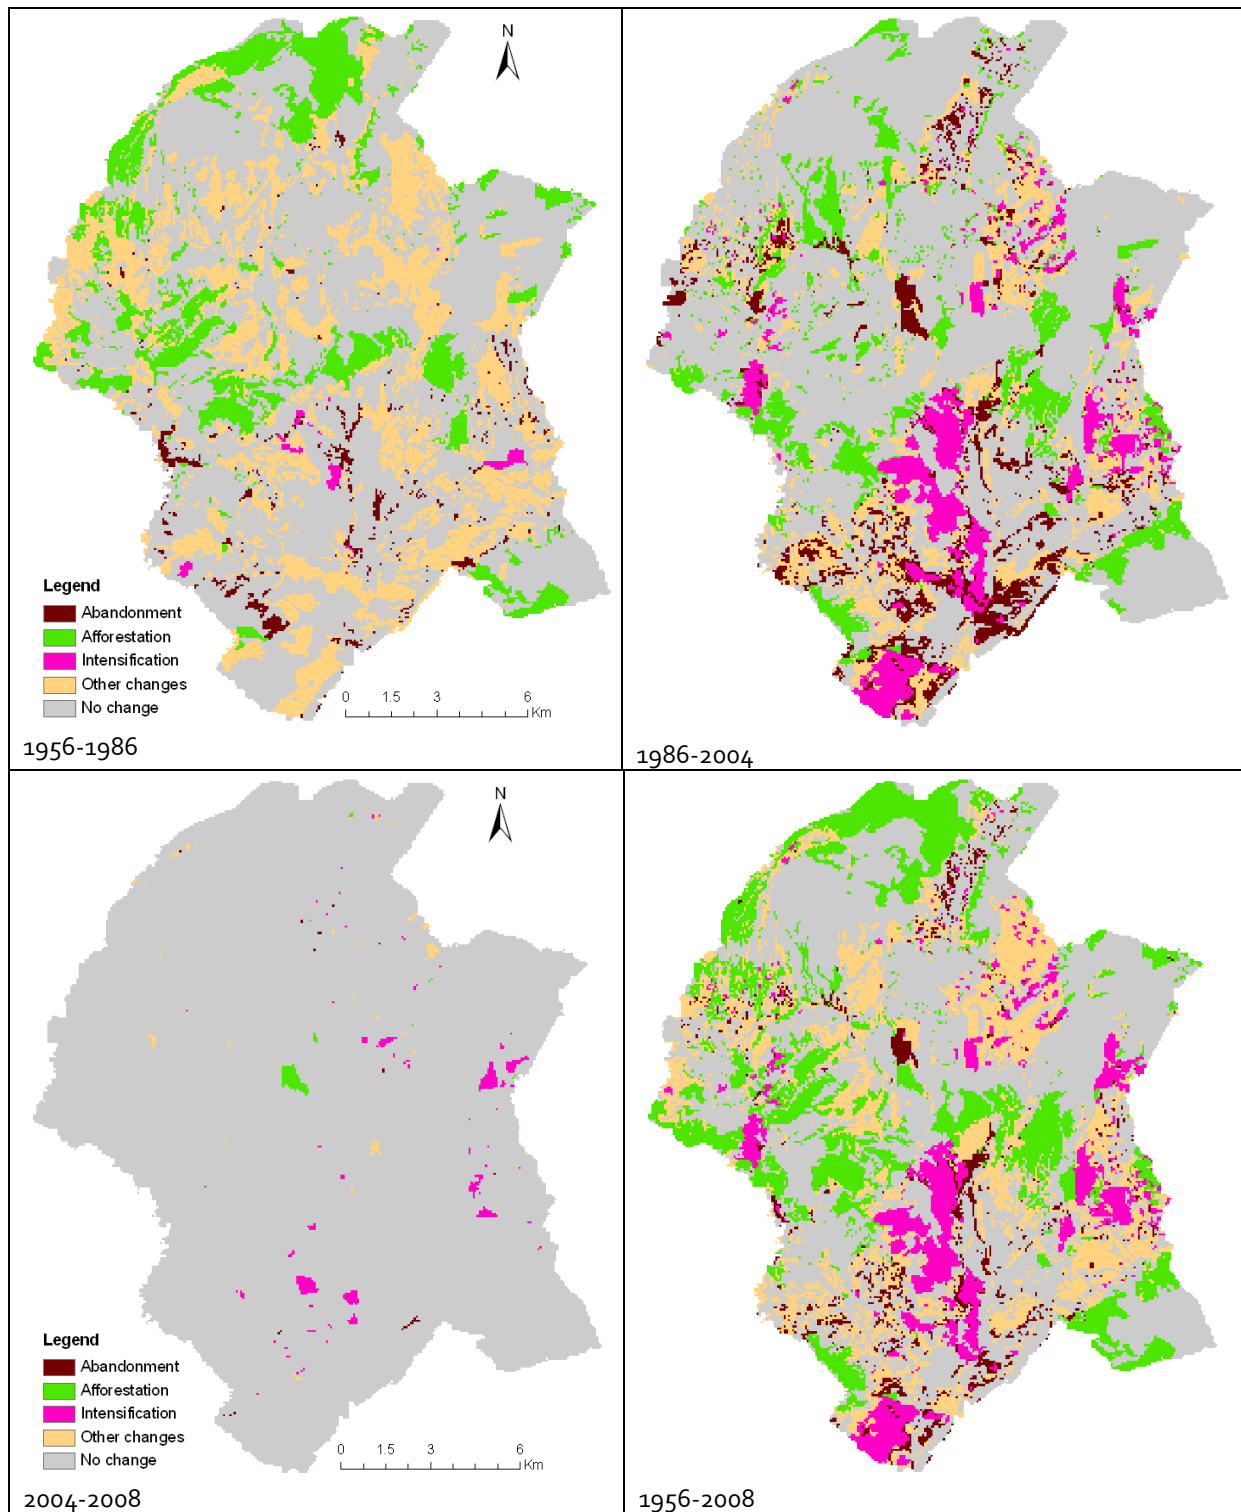 N
Legend
Abandonment
Afforestation
Intensification
Other changes
No change
0 1.5 3 6
Km
1956-1986
1986-2004
N
Legend
Abandonment
Afforestation
Intensification
Other changes
No change
0 1.5 3 6
Km
2004-2008
1956-2008